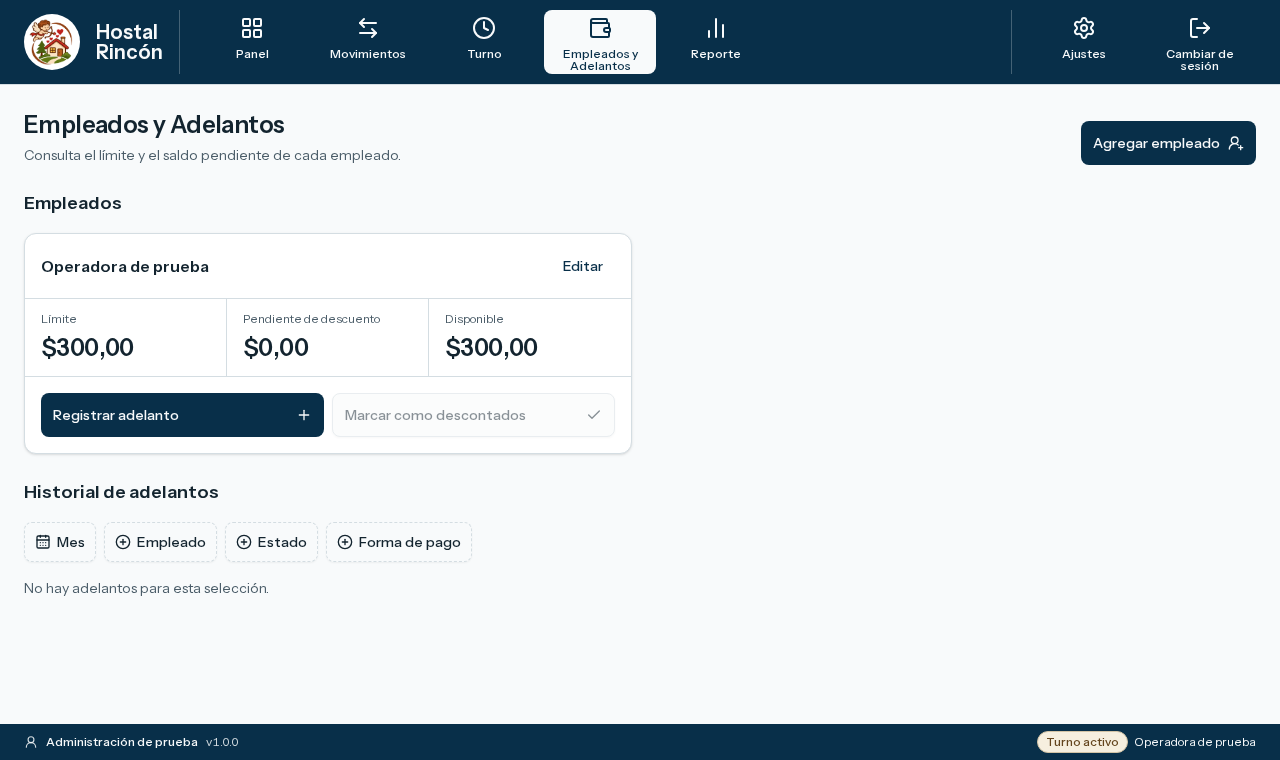 Hostal
Rincón
Panel
Movimientos
Turno
Empleados y
Adelantos
Reporte
Ajustes
Cambiar de
sesión
Empleados y Adelantos
Consulta el límite y el saldo pendiente de cada empleado.
Agregar empleado
Empleados
Operadora de prueba
Editar
Límite
Pendiente de descuento
Disponible
$300,00
$0,00
$300,00
Registrar adelanto
Marcar como descontados
Historial de adelantos
Mes
Empleado
Estado
Forma de pago
No hay adelantos para esta selección.
Administración de prueba v1.0.0
Turno activo
Operadora de prueba